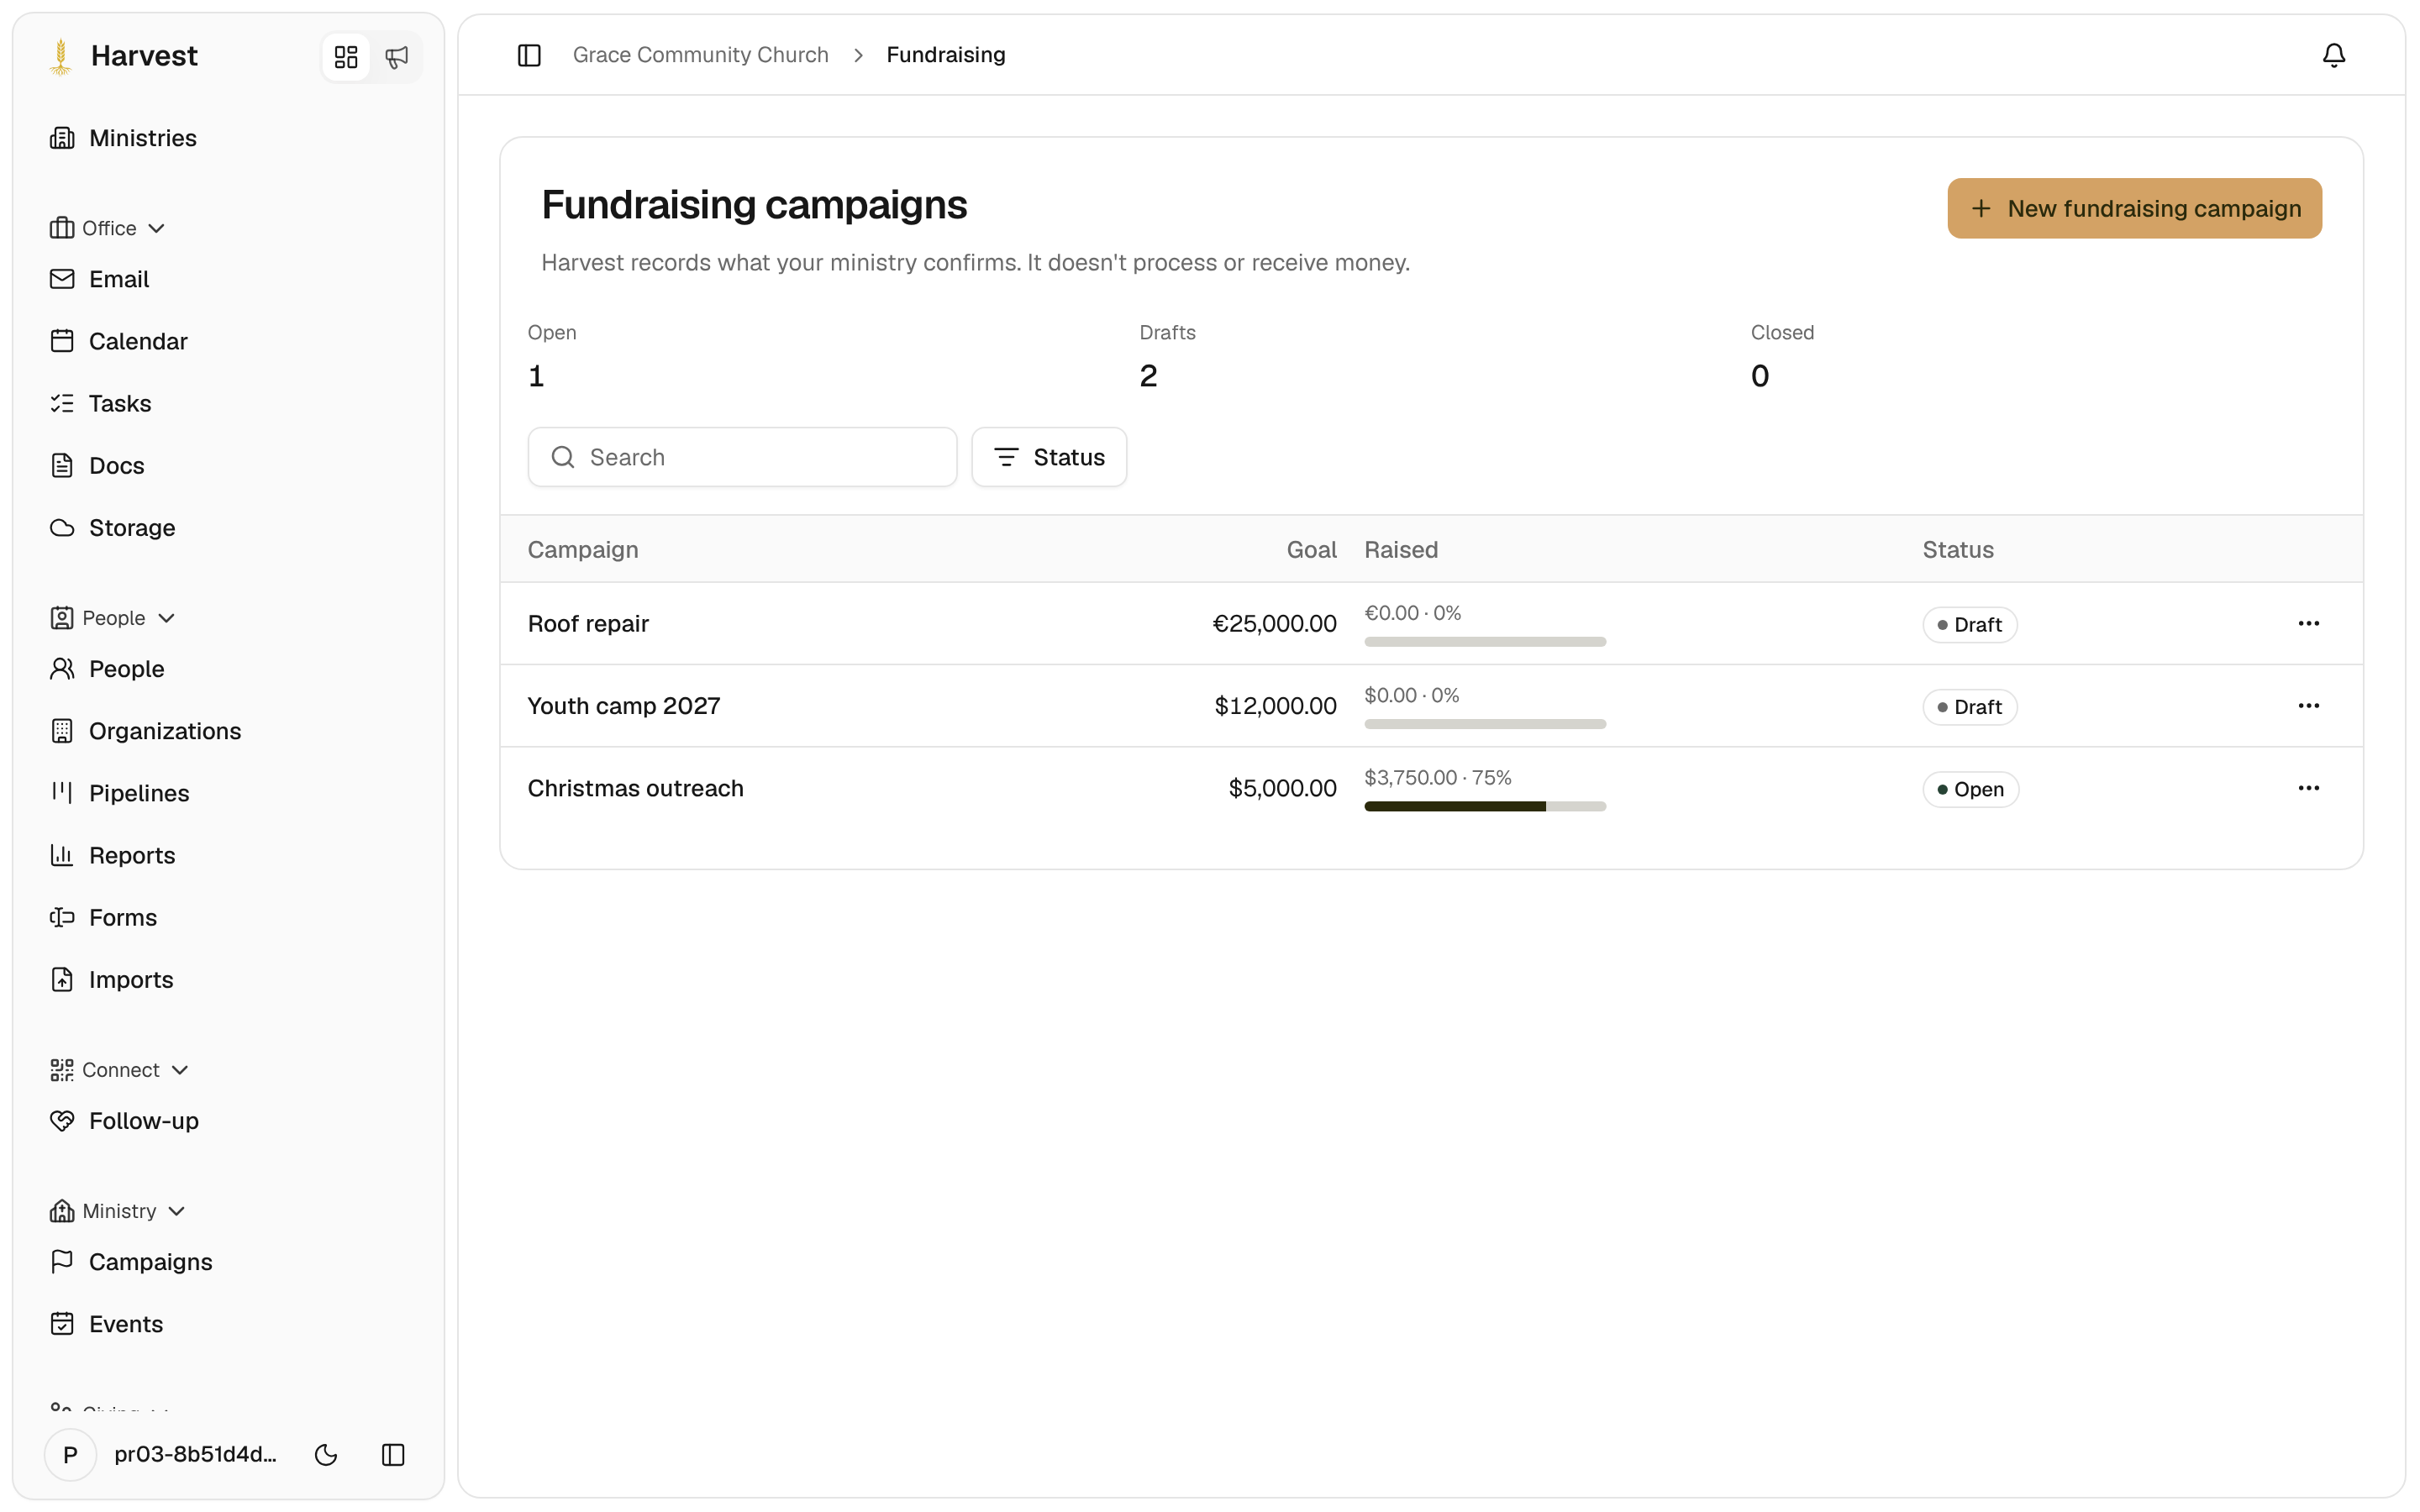 Harvest
Ministries
Office
Email
Calendar
Tasks
Docs
Storage
People
People
Organizations
Pipelines
Reports
Forms
Imports
Connect
Follow-up
Ministry
Campaigns
Events
P
pr03-8b51d4d...
Grace Community Church > Fundraising
Fundraising campaigns
New fundraising campaign
Harvest records what your ministry confirms. It doesn't process or receive money.
Open Drafts Closed
1 2 0
Search
Status
Campaign Goal Raised Status
Roof repair €25,000.00 €0.00 · 0% Draft
Youth camp 2027 $12,000.00 $0.00 · 0% Draft
Christmas outreach $5,000.00 $3,750.00 · 75% Open